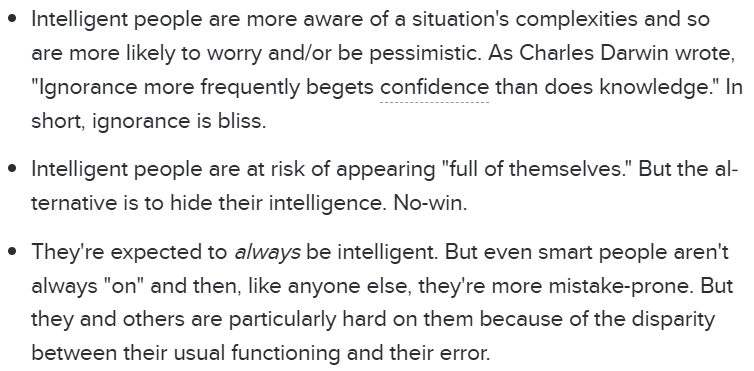 • Intelligent people are more aware of a situation's complexities and so
are more likely to worry and/or be pessimistic. As Charles Darwin wrote,
"Ignorance more frequently begets confidence than does knowledge." In
short, ignorance is bliss.
• Intelligent people are at risk of appearing "full of themselves." But the al-
ternative is to hide their intelligence. No-win.
• They're expected to always be intelligent. But even smart people aren't
always "on" and then, like anyone else, they're more mistake-prone. But
they and others are particularly hard on them because of the disparity
between their usual functioning and their error.